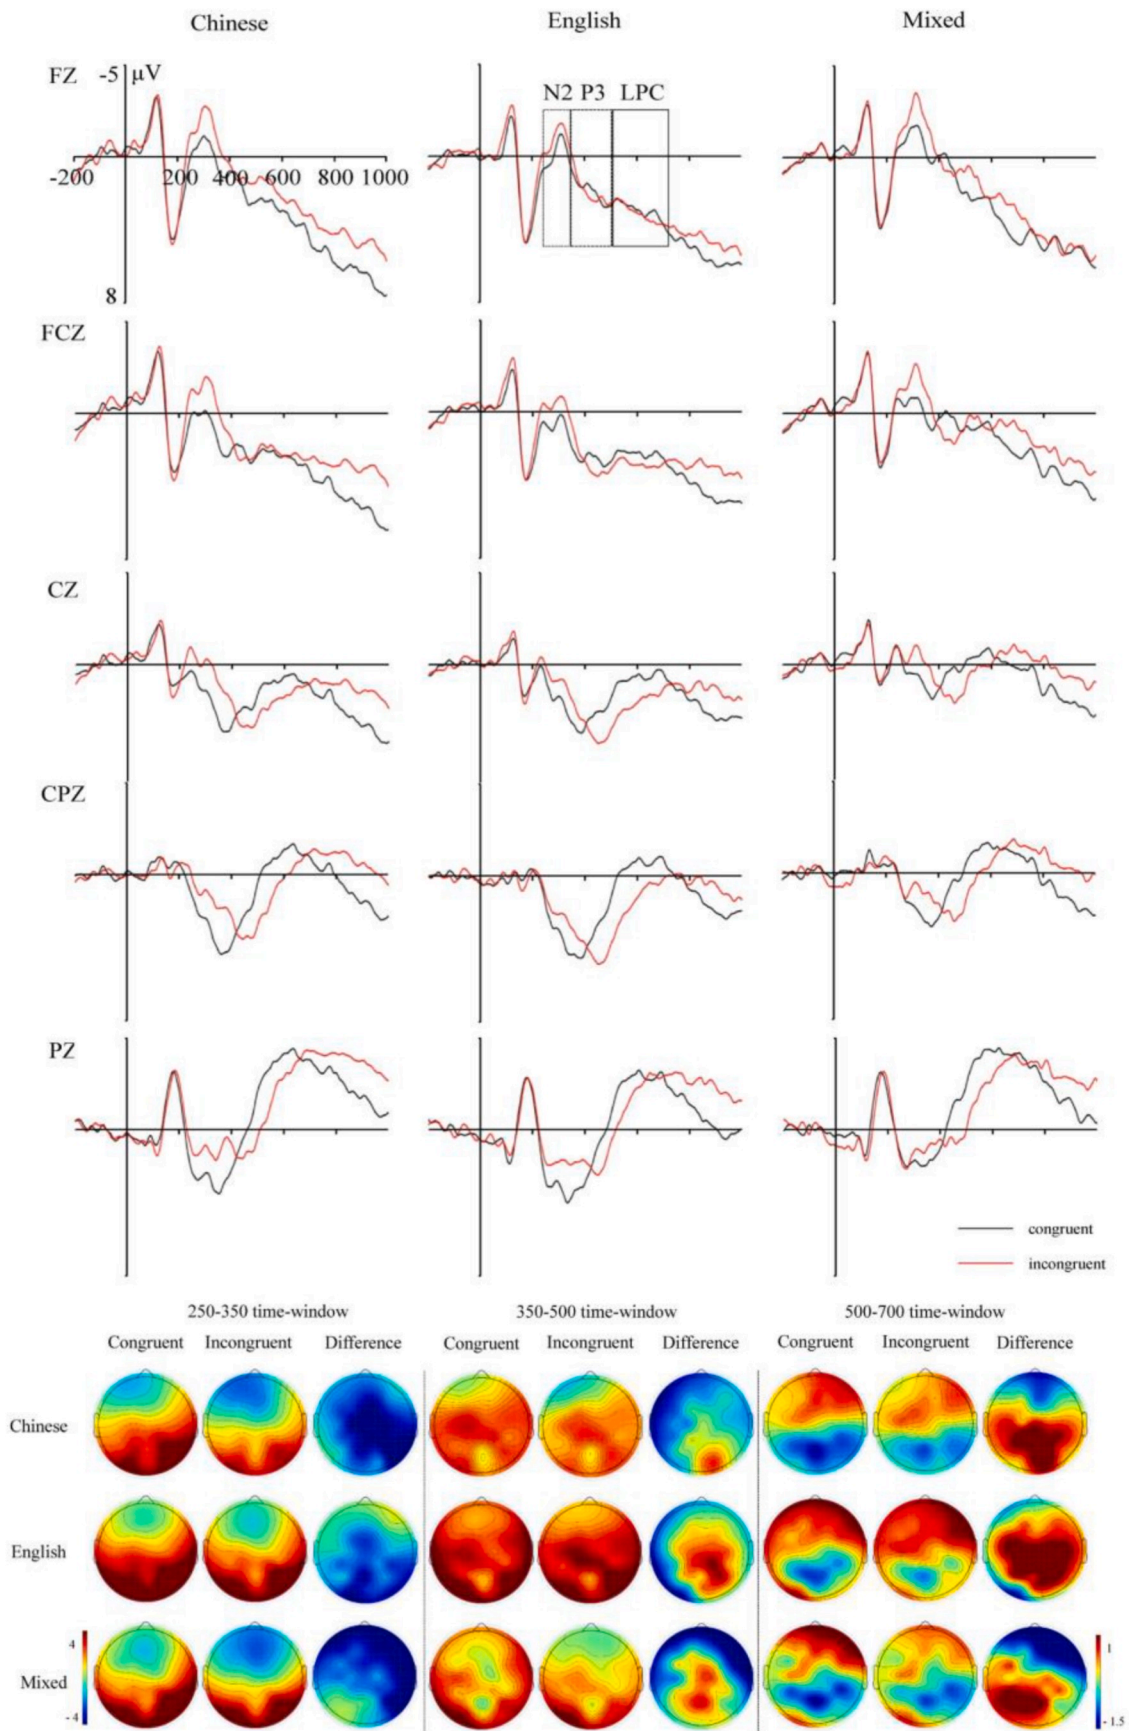 Chinese English Mixed
FZ -5 μV
N2 P3 LPC
-200 200 400 600 800 1000
8
FCZ
CZ
CPZ
PZ
congruent
incongruent
250-350 time-window 350-500 time-window 500-700 time-window
Congruent Incongruent Difference Congruent Incongruent Difference Congruent Incongruent Difference
Chinese
English
4 1
Mixed
- 4 - 1.5